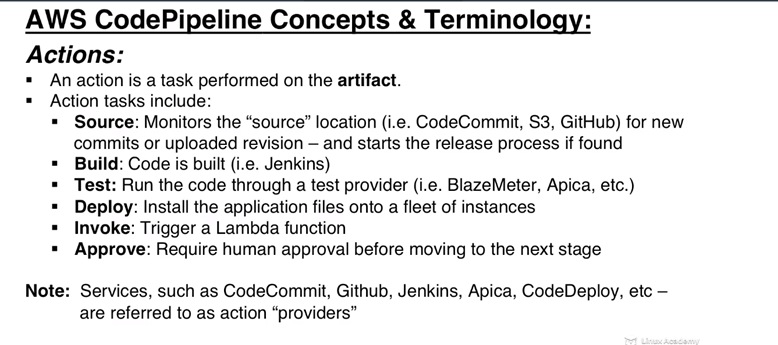 AWS CodePipeline Concepts & Terminology:
Actions:
▪ An action is a task performed on the artifact.
▪ Action tasks include:
▪ Source: Monitors the “source” location (i.e. CodeCommit, S3, GitHub) for new
commits or uploaded revision – and starts the release process if found
▪ Build: Code is built (i.e. Jenkins)
▪ Test: Run the code through a test provider (i.e. BlazeMeter, Apica, etc.)
▪ Deploy: Install the application files onto a fleet of instances
▪ Invoke: Trigger a Lambda function
▪ Approve: Require human approval before moving to the next stage
Note: Services, such as CodeCommit, Github, Jenkins, Apica, CodeDeploy, etc –
are referred to as action “providers”
Linux Academy